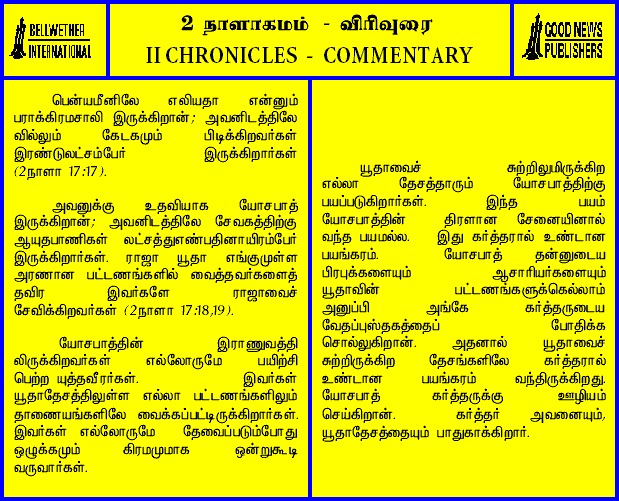 BELLWETHER
INTERNATIONAL
2 நாளாகமம் - விரிவுரை
II CHRONICLES - COMMENTARY
GOOD NEWS
PUBLISHERS
பென்யமீனிலே எலியதா என்னும்
பராக்கிரமசாலி இருக்கிறான்; அவனிடத்திலே
வில்லும் கேடகமும் பிடிக்கிறவர்கள்
இரண்டுலட்சம்பேர் இருக்கிறார்கள்
(2நாளா 17:17).
அவனுக்கு உதவியாக யோசபாத்
இருக்கிறான்; அவனிடத்திலே சேவகத்திற்கு
ஆயுதபாணிகள் லட்சத்துஎண்பதினாயிரம்பேர்
இருக்கிறார்கள். ராஜா யூதா எங்குமுள்ள
அரணான பட்டணங்களில் வைத்தவர்களைத்
தவிர இவர்களே ராஜாவைச்
சேவிக்கிறவர்கள் (2நாளா 17:18,19).
யோசபாத்தின் இராணுவத்தி
லிருக்கிறவர்கள் எல்லோருமே பயிற்சி
பெற்ற யுத்தவீரர்கள். இவர்கள்
யூதாதேசத்திலுள்ள எல்லா பட்டணங்களிலும்
தாணையங்களிலே வைக்கப்பட்டிருக்கிறார்கள்.
இவர்கள் எல்லோருமே தேவைப்படும்போது
ஒழுக்கமும் கிரமமுமாக ஒன்றுகூடி
வருவார்கள்.
யூதாவைச் சுற்றிலுமிருக்கிற
எல்லா தேசத்தாரும் யோசபாத்திற்கு
பயப்படுகிறார்கள். இந்த பயம்
யோசபாத்தின் திரளான சேனையினால்
வந்த பயமல்ல. இது கர்த்தரால் உண்டான
பயங்கரம். யோசபாத் தன்னுடைய
பிரபுக்களையும் ஆசாரியர்களையும்
யூதாவின் பட்டணங்களுக்கெல்லாம்
அனுப்பி அங்கே கர்த்தருடைய
வேதபுஸ்தகத்தைப் போதிக்க
சொல்லுகிறான். அதனால் யூதாவைச்
சுற்றிருக்கிற தேசங்களிலே கர்த்தரால்
உண்டான பயங்கரம் வந்திருக்கிறது.
யோசபாத் கர்த்தருக்கு ஊழியம்
செய்கிறான். கர்த்தர் அவனையும்,
யூதாதேசத்தையும் பாதுகாக்கிறார்.